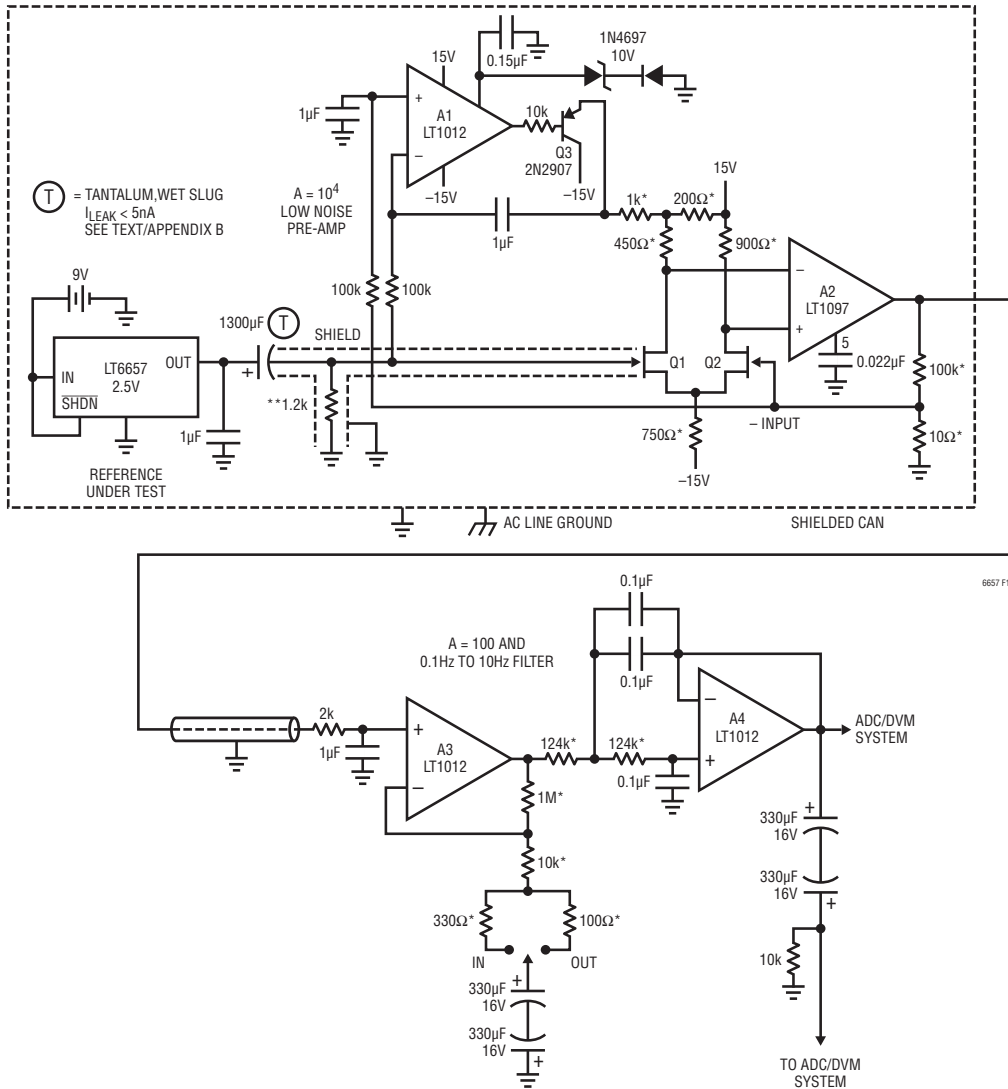 0.15µF
1N4697
10V
15V
1µF
+
A1
LT1012
–
10k
Q3
2N2907
–15V
–15V
15V
T = TANTALUM,WET SLUG
ILEAK < 5nA
SEE TEXT/APPENDIX B
A = 10⁴
LOW NOISE
PRE-AMP
1µF
1k*
200Ω*
450Ω*
900Ω*
–
A2
LT1097
+
5
0.022µF
9V
100k
100k
1300µF
T
+
SHIELD
IN
LT6657
2.5V
OUT
SHDN
**1.2k
Q1
Q2
100k*
1µF
– INPUT
750Ω*
10Ω*
–15V
REFERENCE
UNDER TEST
AC LINE GROUND
SHIELDED CAN
6657 F1
0.1µF
A = 100 AND
0.1Hz TO 10Hz FILTER
0.1µF
2k
1µF
+
A3
LT1012
–
124k*
124k*
0.1µF
–
A4
LT1012
+
ADC/DVM
SYSTEM
1M*
10k*
330Ω*
100Ω*
IN
OUT
330µF
16V
+
330µF
16V
+
330µF
16V
+
330µF
16V
+
10k
TO ADC/DVM
SYSTEM